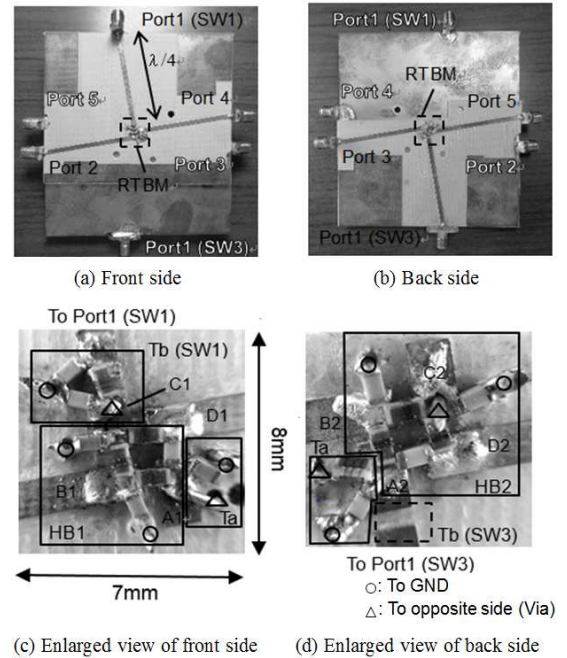 Port1 (SW1)
λ/4
Port 5
Port 4
Port 2
Port 3
RTBM
Port1 (SW3)
(a) Front side
Port1 (SW1)
RTBM
Port 4
Port 5
Port 3
Port 2
Port1 (SW3)
(b) Back side
To Port1 (SW1)
Tb (SW1)
C1
D1
B1
A1
Ta
HB1
8mm
7mm
(c) Enlarged view of front side
C2
B2
Ta
D2
A2
HB2
Tb (SW3)
To Port1 (SW3)
○: To GND
△: To opposite side (Via)
(d) Enlarged view of back side